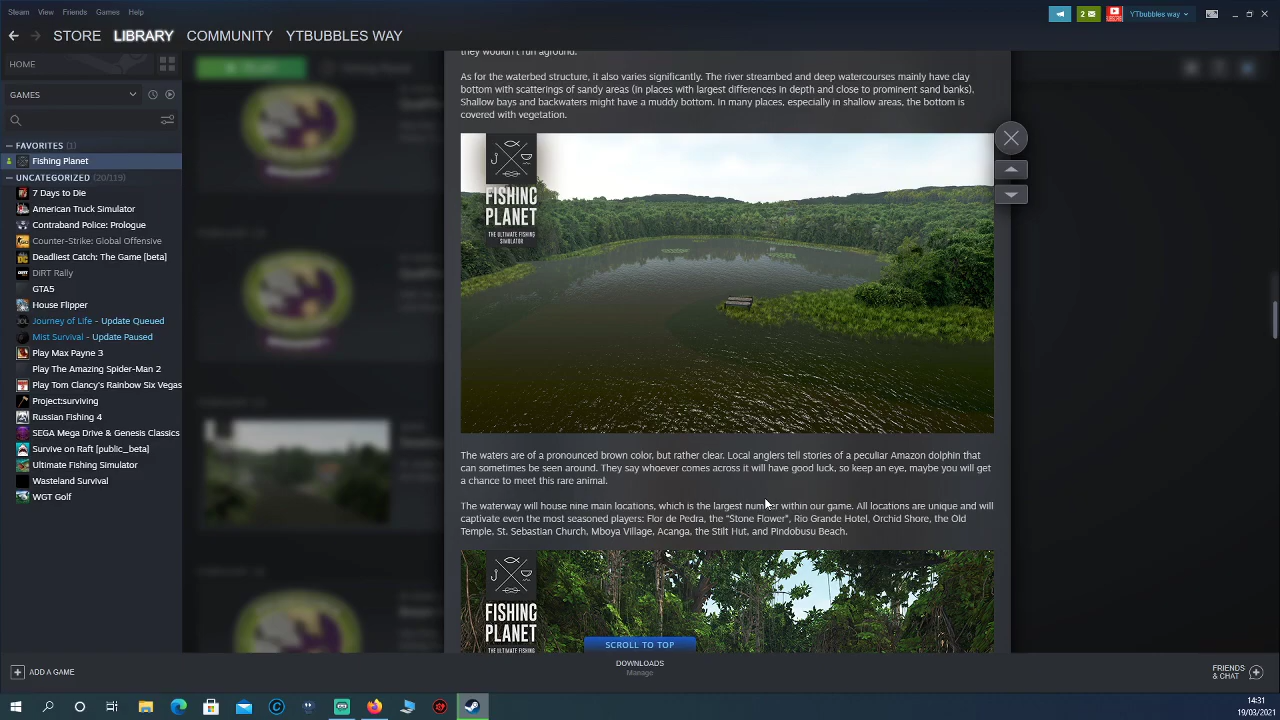 Steam View Friends Games Help
2
YTbubbles way
STORE LIBRARY COMMUNITY YTBUBBLES WAY
HOME
GAMES
FAVORITES (1)
Fishing Planet
UNCATEGORIZED (20/119)
7 Days to Die
American Truck Simulator
Contraband Police: Prologue
Counter-Strike: Global Offensive
Deadliest Catch: The Game [beta]
DIRT Rally
GTA5
House Flipper
Journey of Life - Update Queued
Mist Survival - Update Paused
Play Max Payne 3
Play The Amazing Spider-Man 2
Play Tom Clancy's Rainbow Six Vegas
Project:surviving
Russian Fishing 4
SEGA Mega Drive & Genesis Classics
Survive on Raft [public_beta]
Ultimate Fishing Simulator
Wasteland Survival
WGT Golf
they wouldn't run aground.
As for the waterbed structure, it also varies significantly. The river streambed and deep watercourses mainly have clay
bottom with scatterings of sandy areas (in places with largest differences in depth and close to prominent sand banks).
Shallow bays and backwaters might have a muddy bottom. In many places, especially in shallow areas, the bottom is
covered with vegetation.
FISHING
PLANET
THE ULTIMATE FISHING
SIMULATOR
The waters are of a pronounced brown color, but rather clear. Local anglers tell stories of a peculiar Amazon dolphin that
can sometimes be seen around. They say whoever comes across it will have good luck, so keep an eye, maybe you will get
a chance to meet this rare animal.
The waterway will house nine main locations, which is the largest number within our game. All locations are unique and will
captivate even the most seasoned players: Flor de Pedra, the "Stone Flower", Rio Grande Hotel, Orchid Shore, the Old
Temple, St. Sebastian Church, Mboya Village, Acanga, the Stilt Hut, and Pindobusu Beach.
FISHING
PLANET
THE ULTIMATE FISHING
SCROLL TO TOP
ADD A GAME
DOWNLOADS
Manage
FRIENDS
& CHAT
14:31
19/03/2021